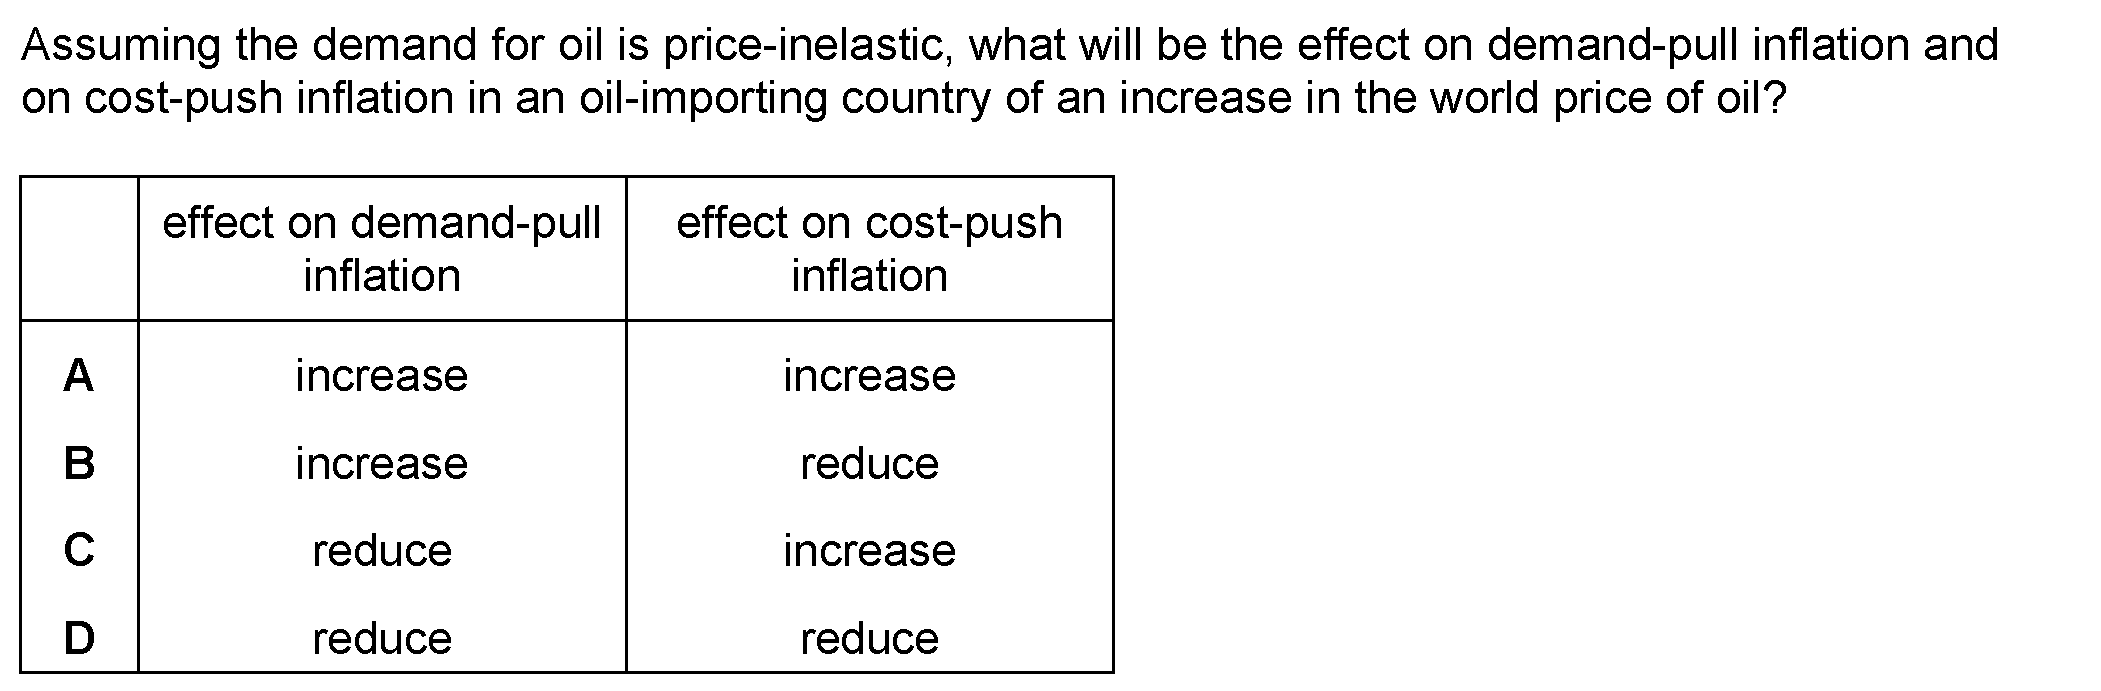 Assuming the demand for oil is price-inelastic, what will be the effect on demand-pull inflation and
on cost-push inflation in an oil-importing country of an increase in the world price of oil?
effect on demand-pull
inflation
effect on cost-push
inflation
A increase increase
B increase reduce
C reduce increase
D reduce reduce